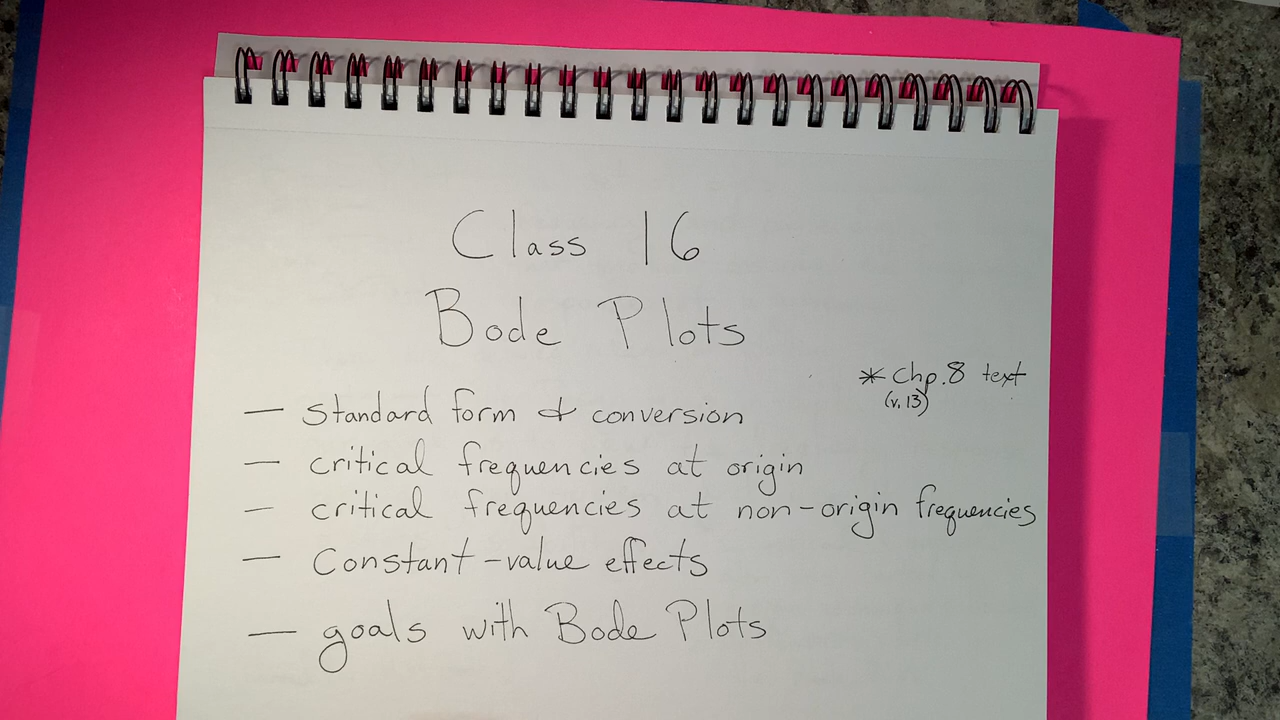 Class 16
Bode Plots
* Chp. 8 text
(v. 13)
— standard form & conversion
— critical frequencies at origin
— critical frequencies at non-origin frequencies
— Constant-value effects
— goals with Bode Plots